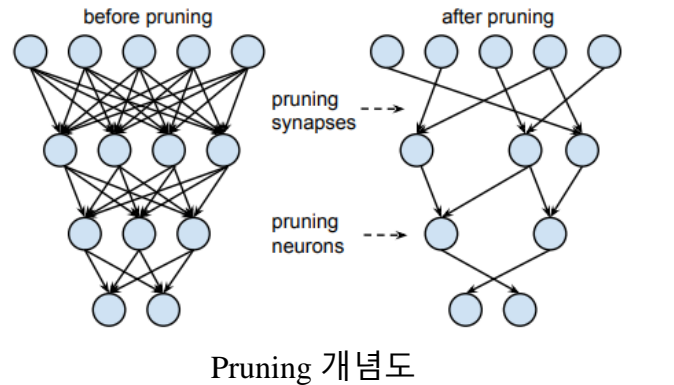 before pruning
after pruning
pruning
synapses
pruning
neurons
Pruning 개념도